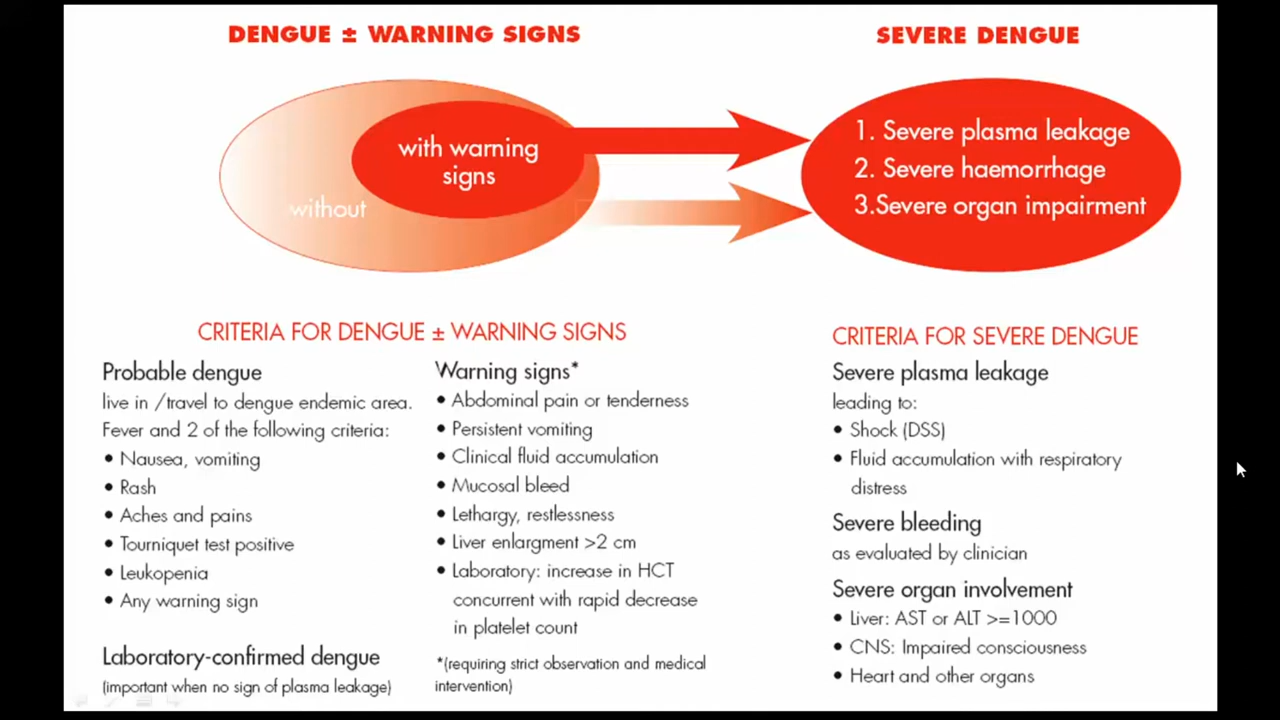 DENGUE ± WARNING SIGNS
SEVERE DENGUE
with warning
signs
without
1. Severe plasma leakage
2. Severe haemorrhage
3.Severe organ impairment
CRITERIA FOR DENGUE ± WARNING SIGNS
Probable dengue
live in /travel to dengue endemic area.
Fever and 2 of the following criteria:
• Nausea, vomiting
• Rash
• Aches and pains
• Tourniquet test positive
• Leukopenia
• Any warning sign
Laboratory-confirmed dengue
(important when no sign of plasma leakage)
Warning signs*
• Abdominal pain or tenderness
• Persistent vomiting
• Clinical fluid accumulation
• Mucosal bleed
• Lethargy, restlessness
• Liver enlargment >2 cm
• Laboratory: increase in HCT
concurrent with rapid decrease
in platelet count
*(requiring strict observation and medical
intervention)
CRITERIA FOR SEVERE DENGUE
Severe plasma leakage
leading to:
• Shock (DSS)
• Fluid accumulation with respiratory
distress
Severe bleeding
as evaluated by clinician
Severe organ involvement
• Liver: AST or ALT >=1000
• CNS: Impaired consciousness
• Heart and other organs